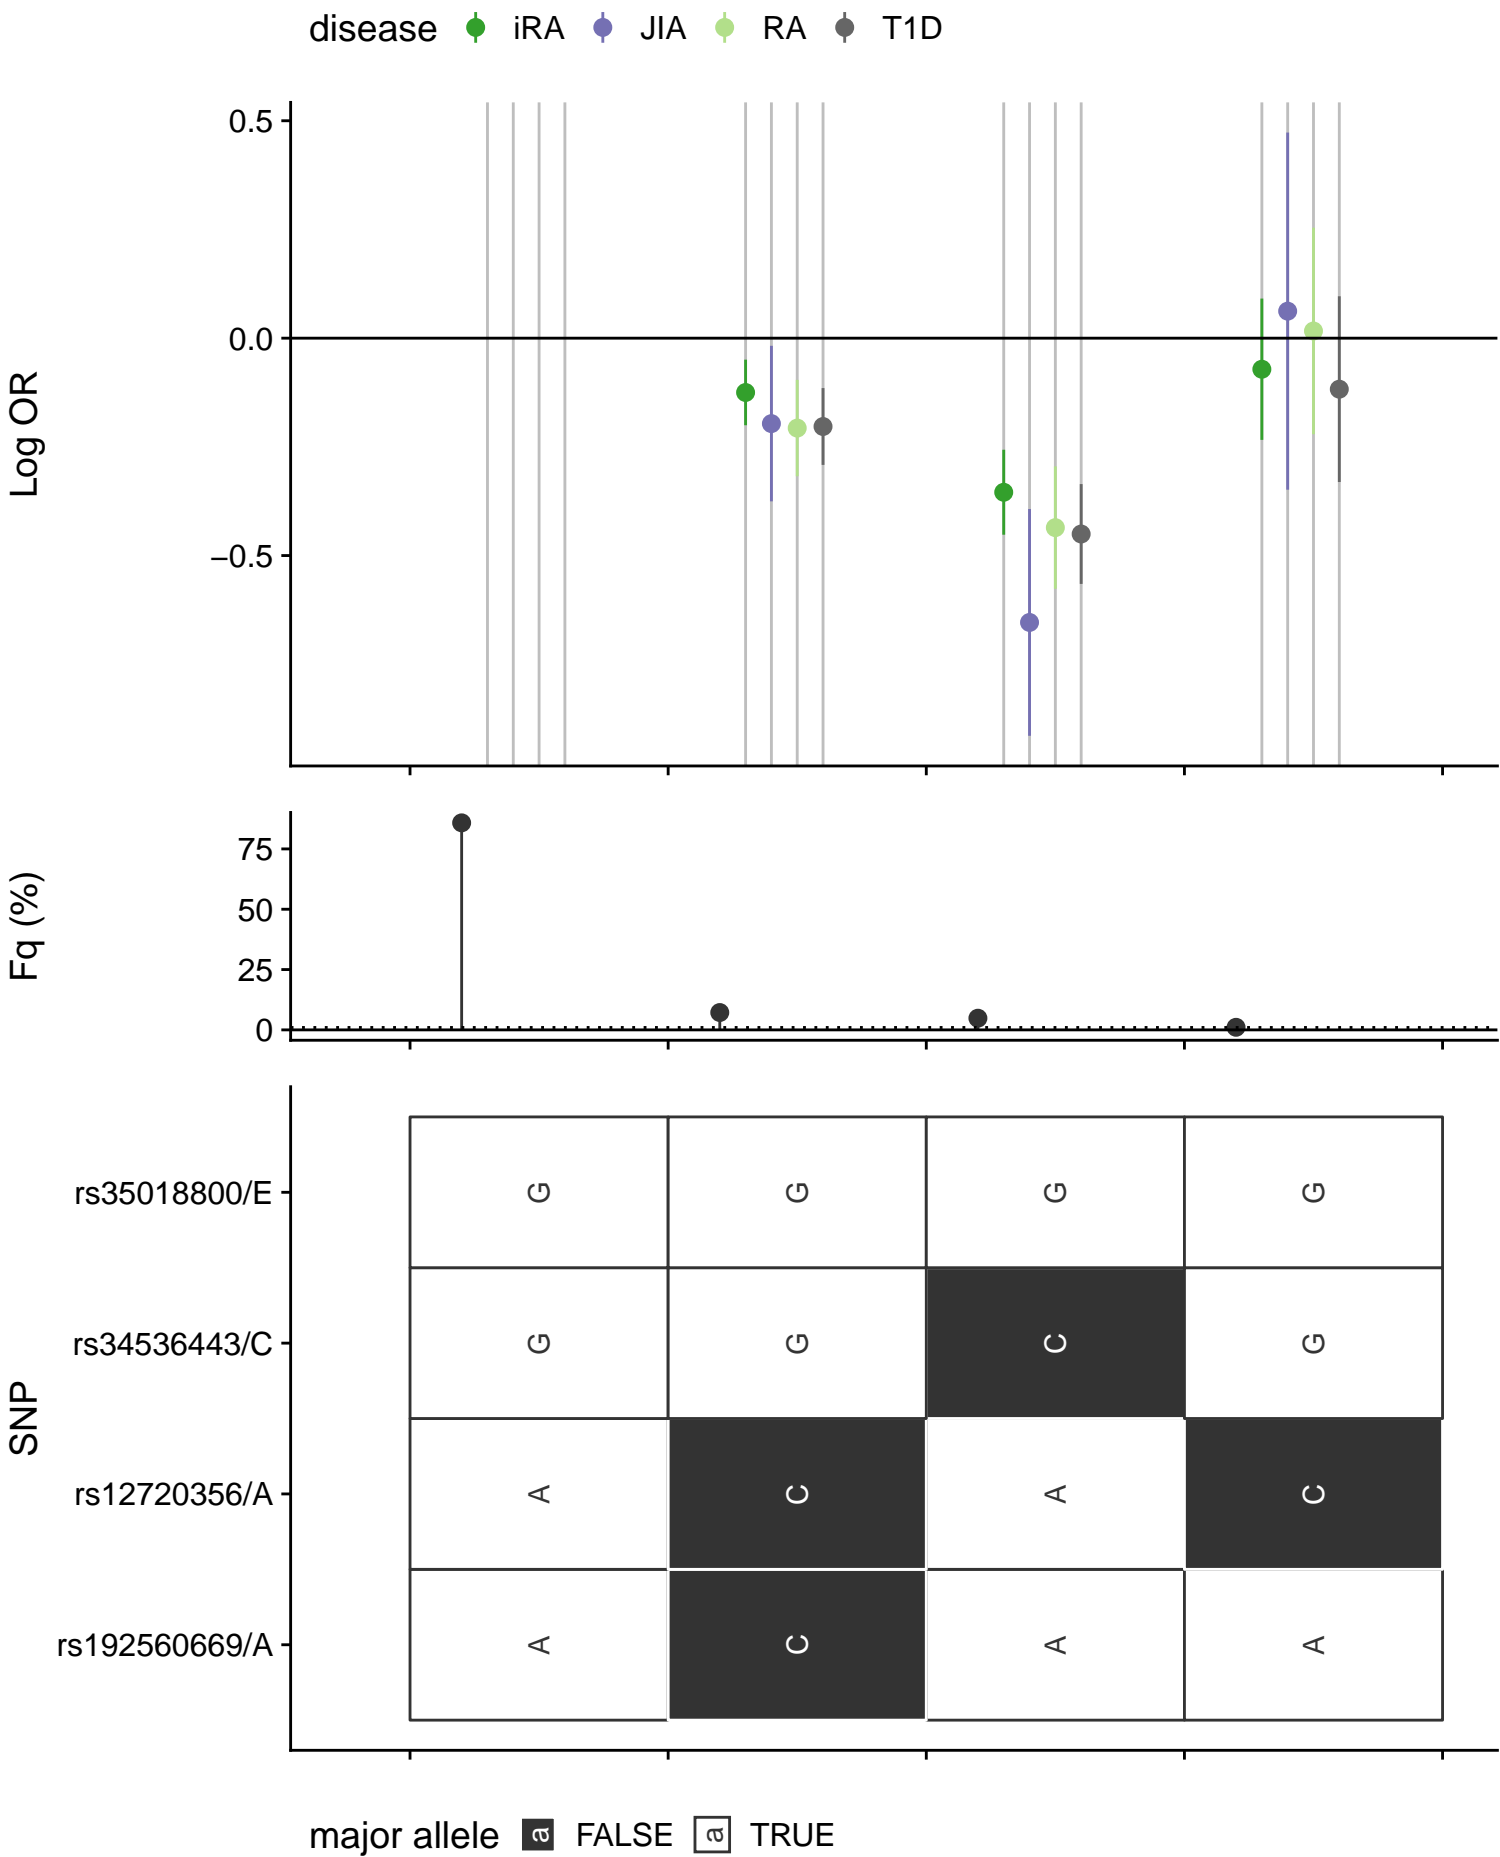 disease iRA JIA RA T1D
Log OR
0.5
0.0
−0.5
Fq (%)
75
50
25
0
SNP
rs35018800/E G G G G
rs34536443/C G G C G
rs12720356/A A C A C
rs192560669/A A C A A
major allele a FALSE a TRUE